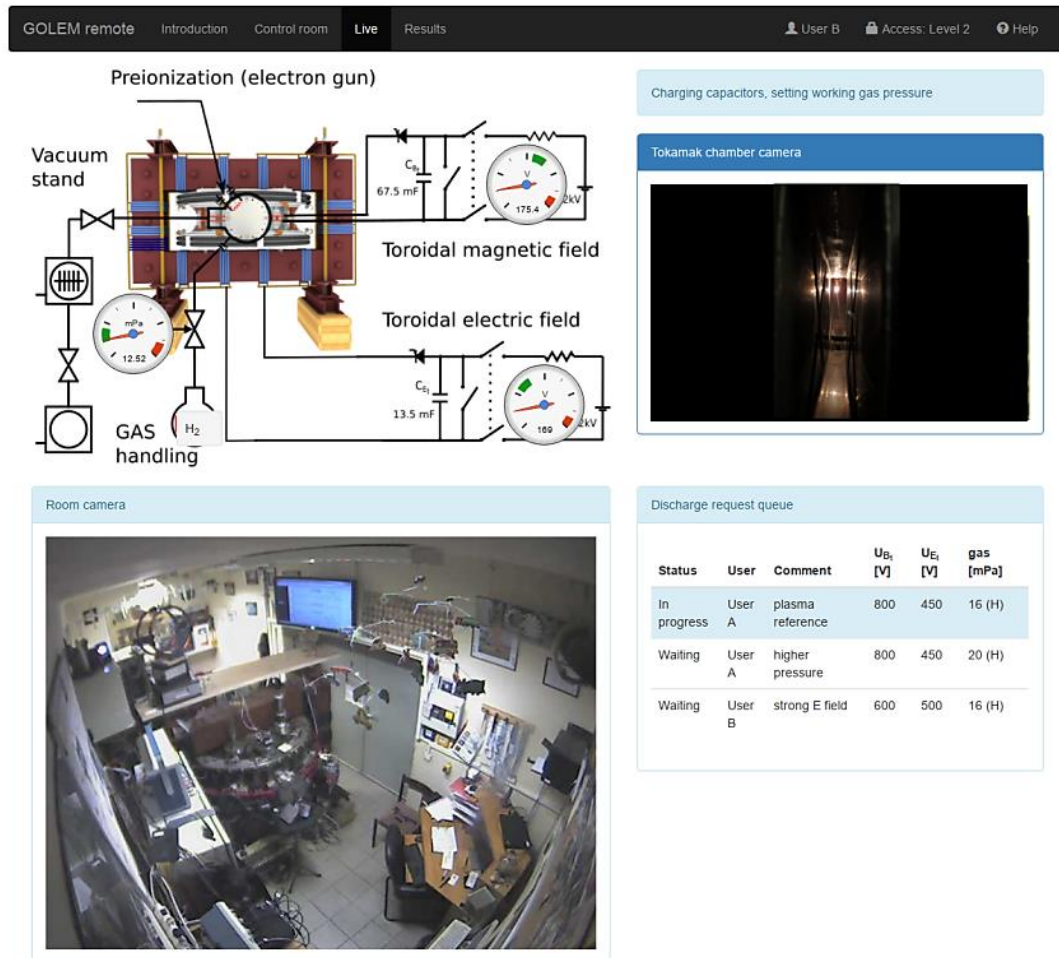 GOLEM remote Introduction Control room Live Results User B Access: Level 2 Help
Preionization (electron gun)
Vacuum
stand
C_Bt
67.5 mF
V
175.4
2kV
Toroidal magnetic field
mPa
12.52
Toroidal electric field
C_Et
13.5 mF
V
169
2kV
H₂
GAS
handling
Charging capacitors, setting working gas pressure
Tokamak chamber camera
Room camera
Discharge request queue
Status User Comment U_Bt [V] U_Et [V] gas [mPa]
In progress User A plasma reference 800 450 16 (H)
Waiting User A higher pressure 800 450 20 (H)
Waiting User B strong E field 600 500 16 (H)